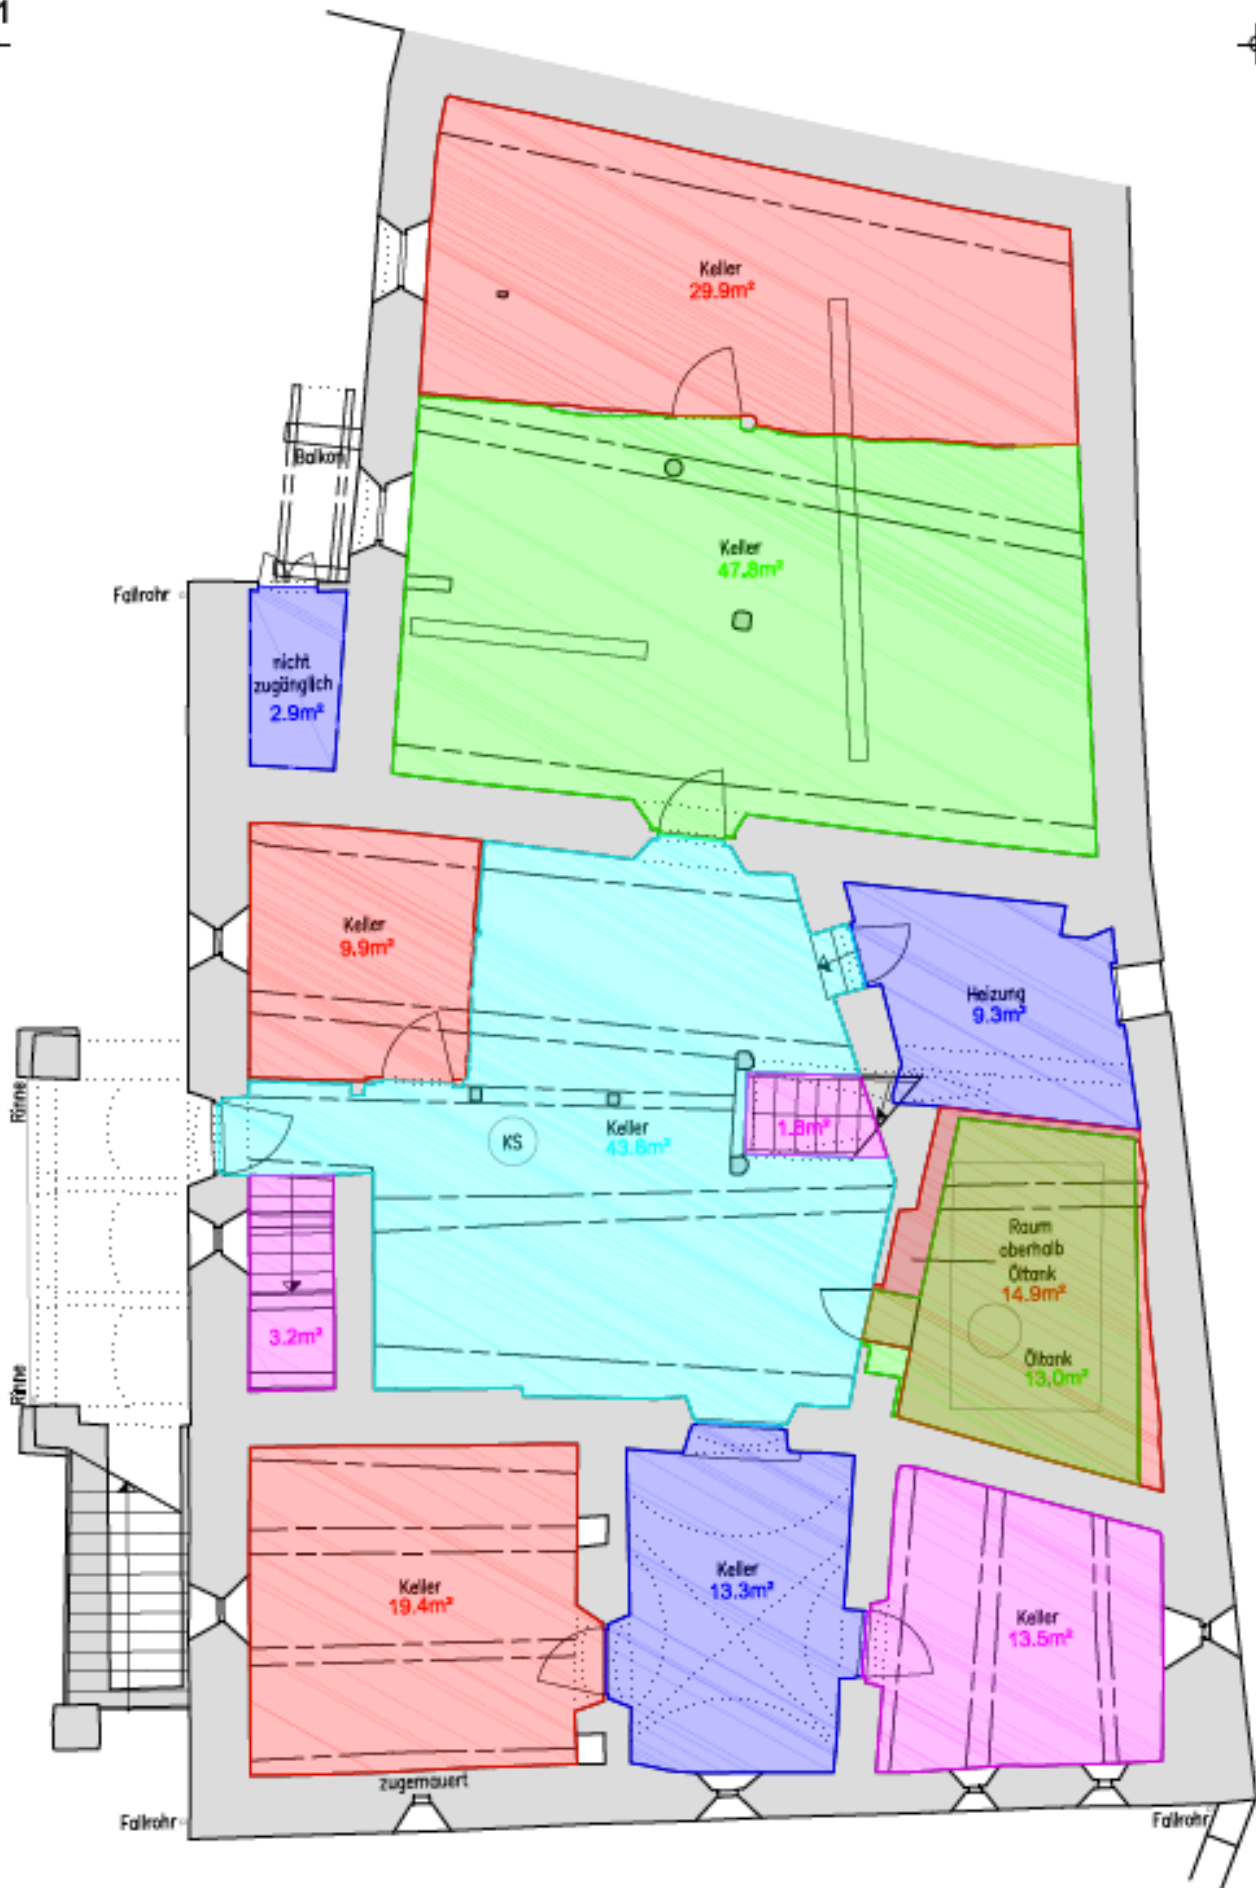 1
Keller
29.9m²
Balkon
Keller
47.8m²
Fallrohr
nicht
zugänglich
2.9m²
Keller
9.9m²
Heizung
9.3m²
Rinne
KS
Keller
43.6m²
1.8m²
Raum
oberhalb
Öltank
14.9m²
3.2m²
Öltank
13.0m²
Rinne
Keller
19.4m²
Keller
13.3m²
Keller
13.5m²
zugemauert
Fallrohr
Fallrohr